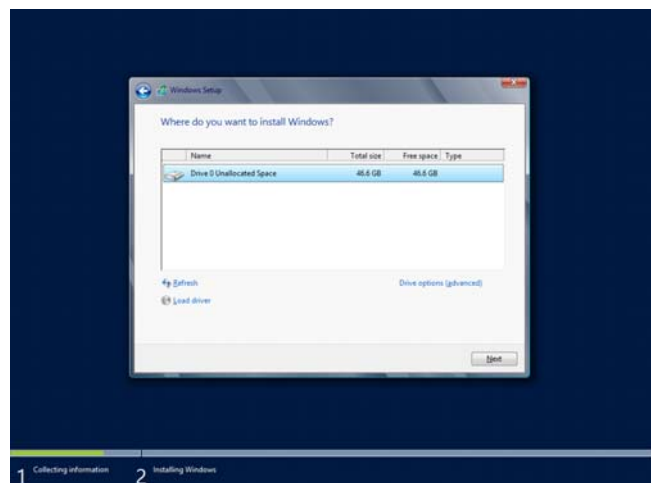 Windows Setup
Where do you want to install Windows?
Name Total size Free space Type
Drive 0 Unallocated Space 46.6 GB 46.6 GB
Refresh Drive options (advanced)
Load driver
Next
1 Collecting information 2 Installing Windows